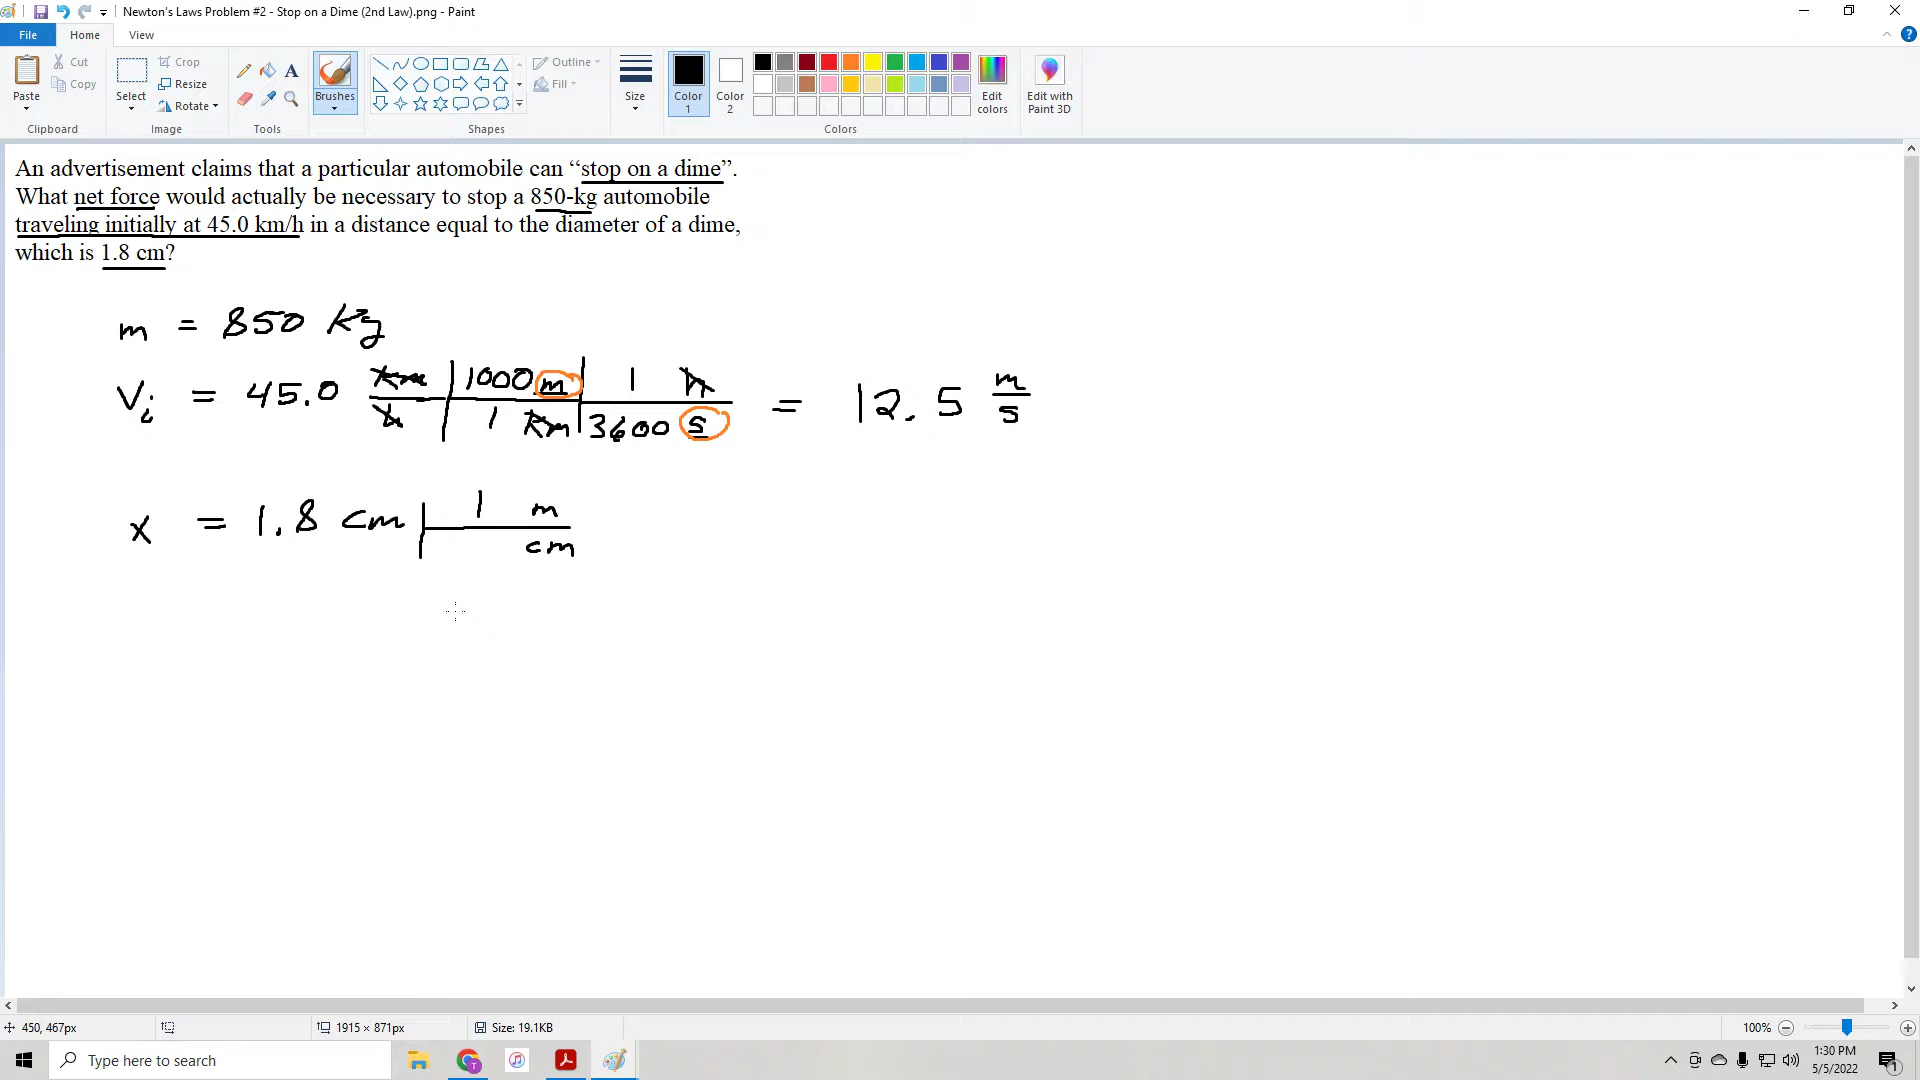 Newton's Laws Problem #2 - Stop on a Dime (2nd Law).png - Paint
File Home View
Paste
Cut
Copy
Clipboard
Select
Crop
Resize
Rotate
Image
A
Tools
Brushes
Shapes
Outline
Fill
Size
Color 1
Color 2
Colors
Edit colors
Edit with Paint 3D
An advertisement claims that a particular automobile can “stop on a dime”.
What net force would actually be necessary to stop a 850-kg automobile
traveling initially at 45.0 km/h in a distance equal to the diameter of a dime,
which is 1.8 cm?
m = 850 kg
Vi = 45.0 km/h | 1000 m / 1 km | 1 h / 3600 s = 12.5 m/s
x = 1.8 cm | 1 m / cm
450, 467px 1915 × 871px Size: 19.1KB 100%
Type here to search
1:30 PM
5/5/2022
1